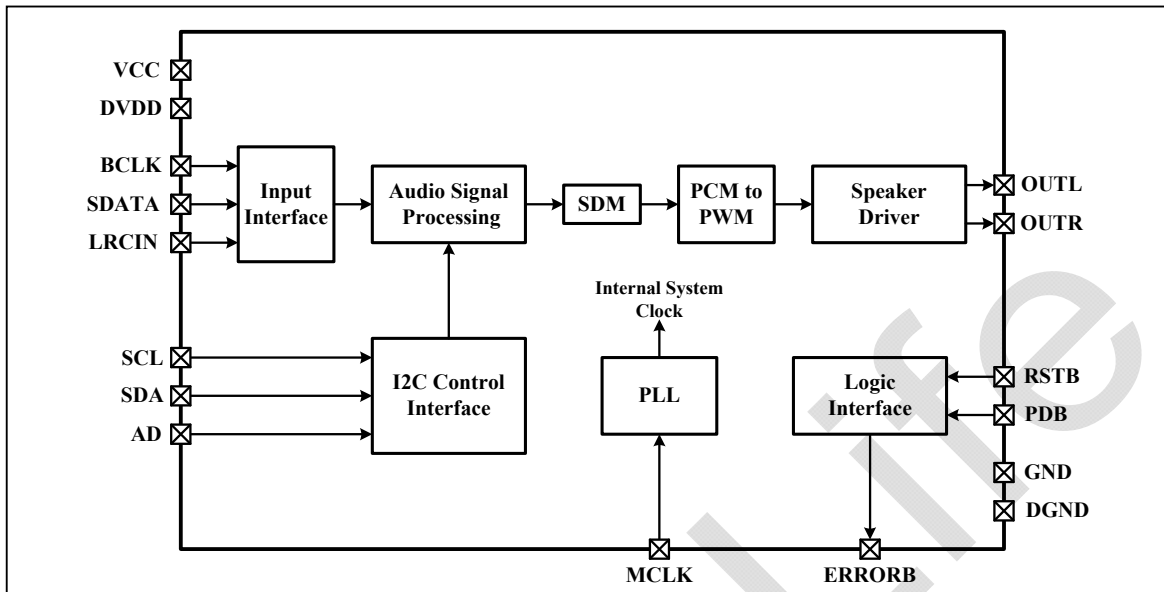 VCC
DVDD
BCLK
SDATA
LRCIN
Input
Interface
Audio Signal
Processing
SDM
PCM to
PWM
Speaker
Driver
OUTL
OUTR
Internal System
Clock
SCL
SDA
AD
I2C Control
Interface
PLL
Logic
Interface
RSTB
PDB
GND
DGND
MCLK
ERRORB
Life